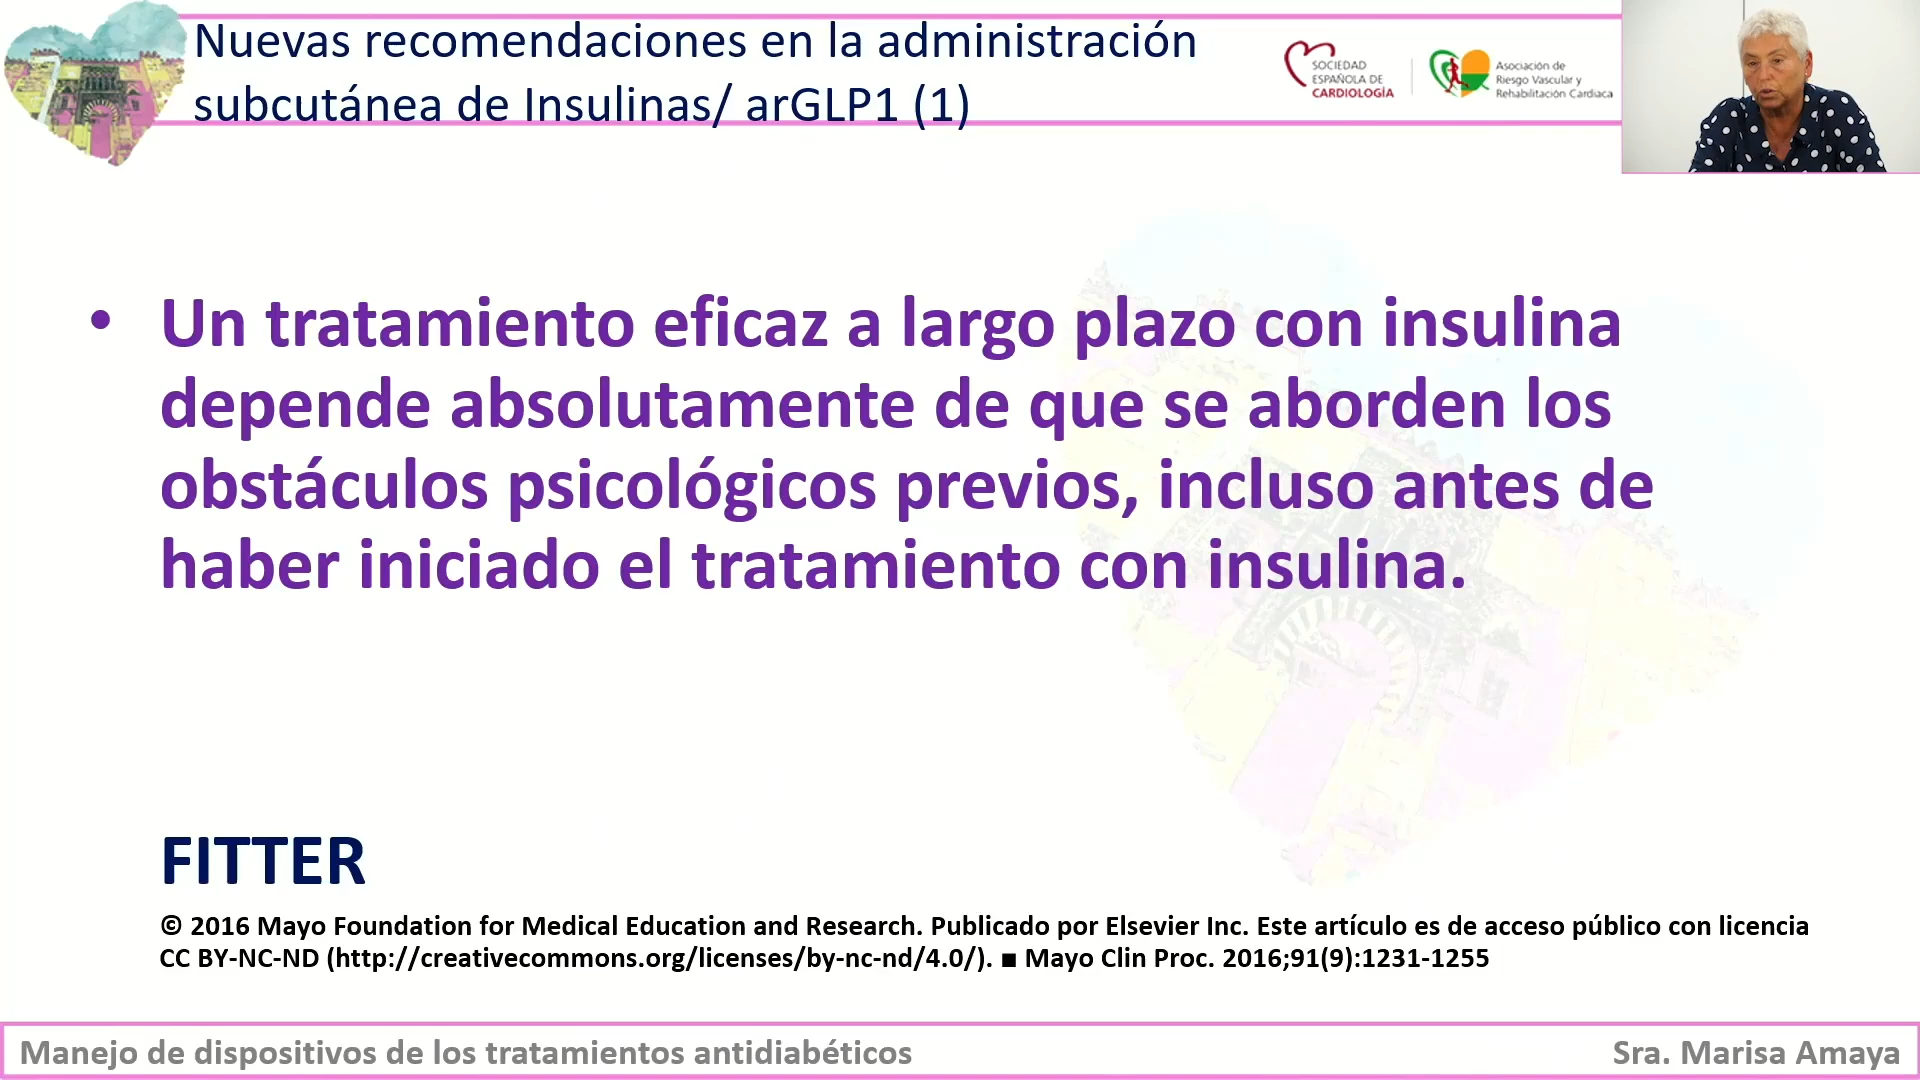 Nuevas recomendaciones en la administración
subcutánea de Insulinas/ arGLP1 (1)
SOCIEDAD
ESPAÑOLA DE
CARDIOLOGÍA
Asociación de
Riesgo Vascular y
Rehabilitación Cardiaca
• Un tratamiento eficaz a largo plazo con insulina
depende absolutamente de que se aborden los
obstáculos psicológicos previos, incluso antes de
haber iniciado el tratamiento con insulina.
FITTER
© 2016 Mayo Foundation for Medical Education and Research. Publicado por Elsevier Inc. Este artículo es de acceso público con licencia
CC BY-NC-ND (http://creativecommons.org/licenses/by-nc-nd/4.0/). ■ Mayo Clin Proc. 2016;91(9):1231-1255
Manejo de dispositivos de los tratamientos antidiabéticos
Sra. Marisa Amaya